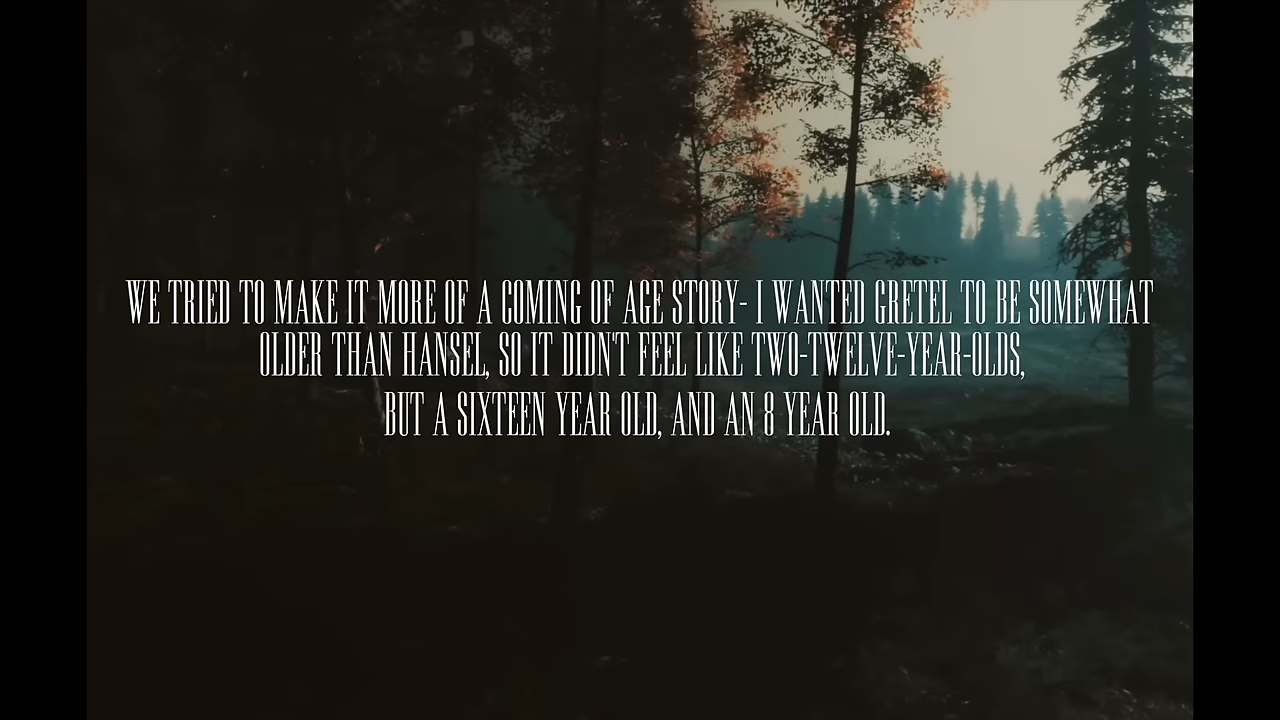 WE TRIED TO MAKE IT MORE OF A COMING OF AGE STORY- I WANTED GRETEL TO BE SOMEWHAT
OLDER THAN HANSEL, SO IT DIDN'T FEEL LIKE TWO-TWELVE-YEAR-OLDS,
BUT A SIXTEEN YEAR OLD, AND AN 8 YEAR OLD.